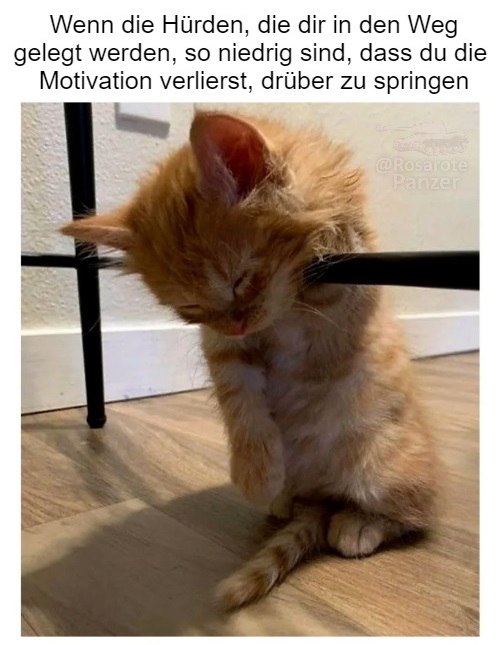 Wenn die Hürden, die dir in den Weg
gelegt werden, so niedrig sind, dass du die
Motivation verlierst, drüber zu springen
@Rosarote
Panzer